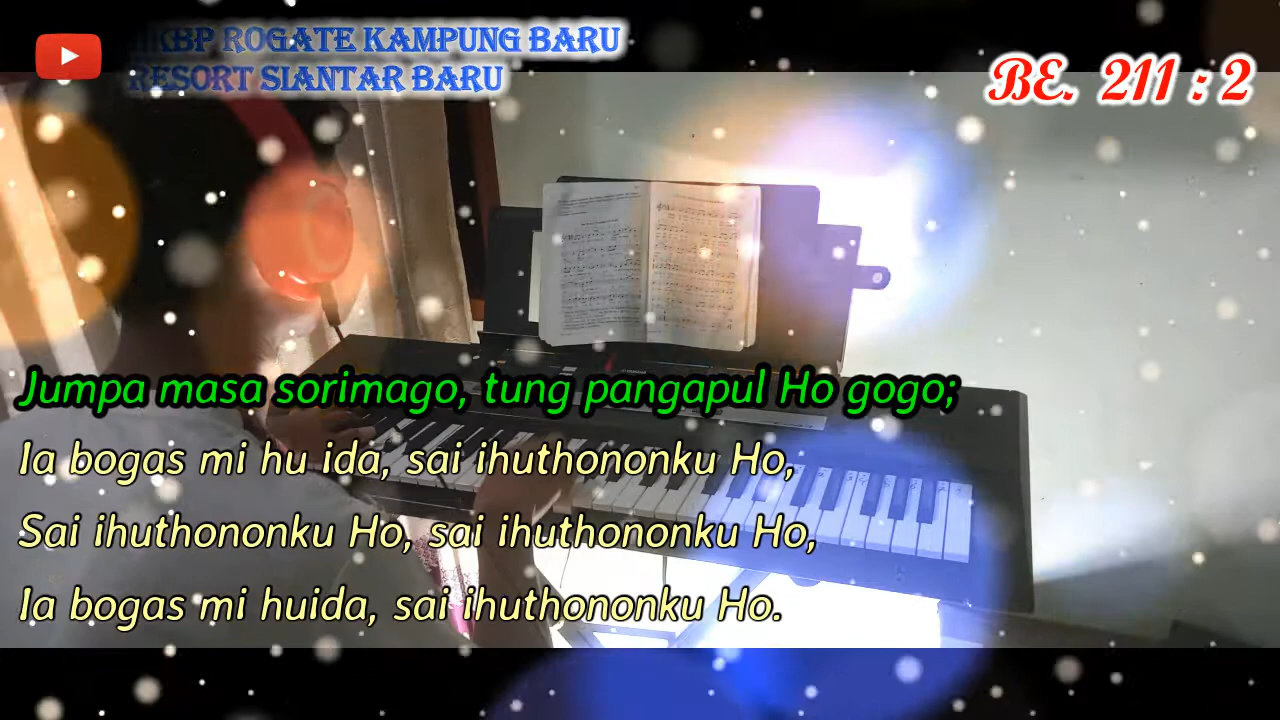 HKBP ROGATE KAMPUNG BARU
RESORT SIANTAR BARU
BE. 211 : 2
Jumpa masa sorimago, tung pangapul Ho gogo;
Ia bogas mi hu ida, sai ihuthononku Ho,
Sai ihuthononku Ho, sai ihuthononku Ho,
Ia bogas mi huida, sai ihuthononku Ho.